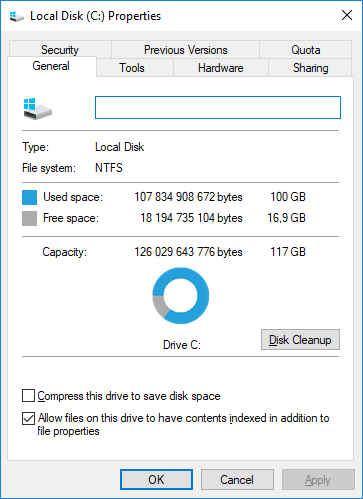 Local Disk (C:) Properties
Security Previous Versions Quota
General Tools Hardware Sharing
Type: Local Disk
File system: NTFS
Used space: 107 834 908 672 bytes 100 GB
Free space: 18 194 735 104 bytes 16,9 GB
Capacity: 126 029 643 776 bytes 117 GB
Drive C:
Disk Cleanup
Compress this drive to save disk space
Allow files on this drive to have contents indexed in addition to
file properties
OK Cancel Apply